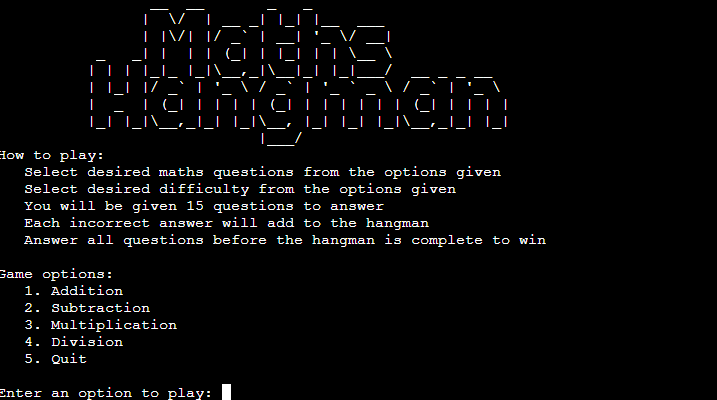 Maths
Hangman
How to play:
Select desired maths questions from the options given
Select desired difficulty from the options given
You will be given 15 questions to answer
Each incorrect answer will add to the hangman
Answer all questions before the hangman is complete to win
Game options:
1. Addition
2. Subtraction
3. Multiplication
4. Division
5. Quit
Enter an option to play: